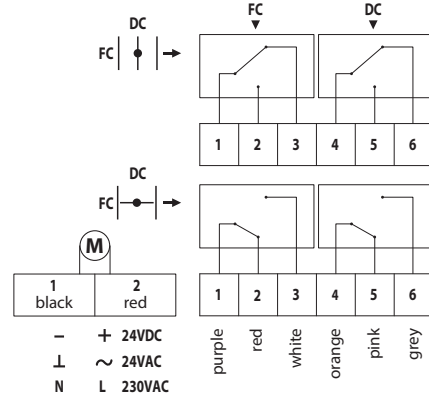 FC DC
DC
FC
1 2 3 4 5 6
DC
FC
M
1 2
black red
1 2 3 4 5 6
purple red white orange pink grey
− + 24VDC
⊥ ~ 24VAC
N L 230VAC